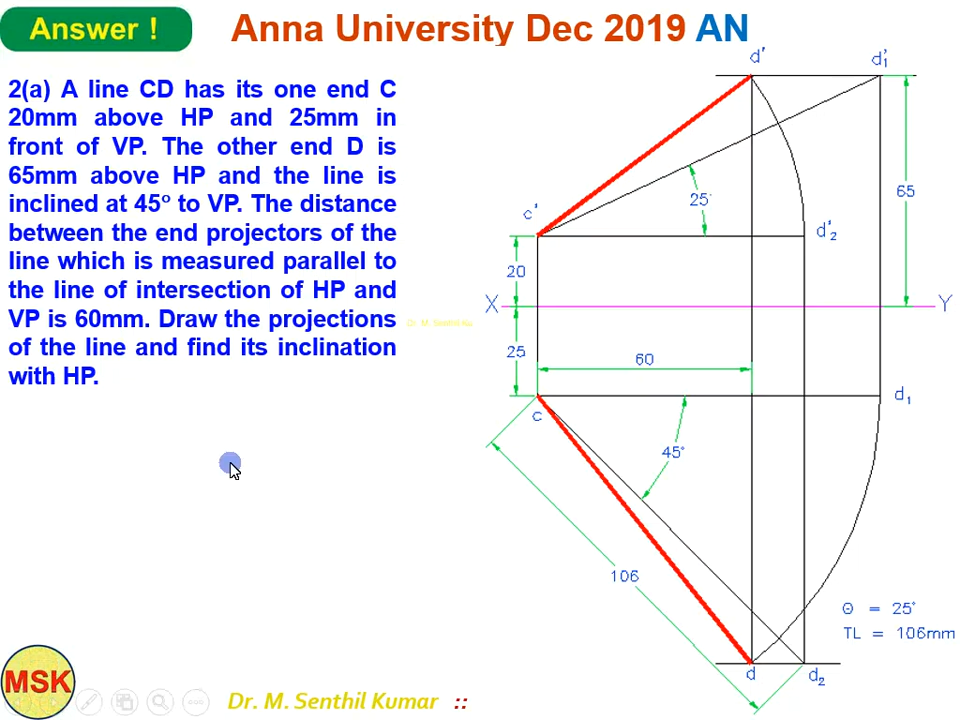 Answer !
Anna University Dec 2019 AN
2(a) A line CD has its one end C
20mm above HP and 25mm in
front of VP. The other end D is
65mm above HP and the line is
inclined at 45º to VP. The distance
between the end projectors of the
line which is measured parallel to
the line of intersection of HP and
VP is 60mm. Draw the projections
of the line and find its inclination
with HP.
d'
d'1
65
25°
c'
d'2
20
X
Y
25
60
d1
c
45°
106
Θ = 25°
TL = 106mm
d
d2
MSK
Dr. M. Senthil Kumar ::